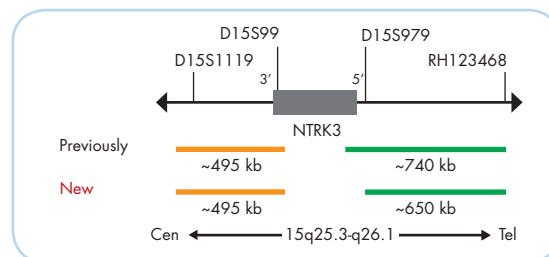 D15S99 D15S979
D15S1119 RH123468
3’ 5’
NTRK3
Previously
~495 kb ~740 kb
New
~495 kb ~650 kb
Cen 15q25.3-q26.1 Tel